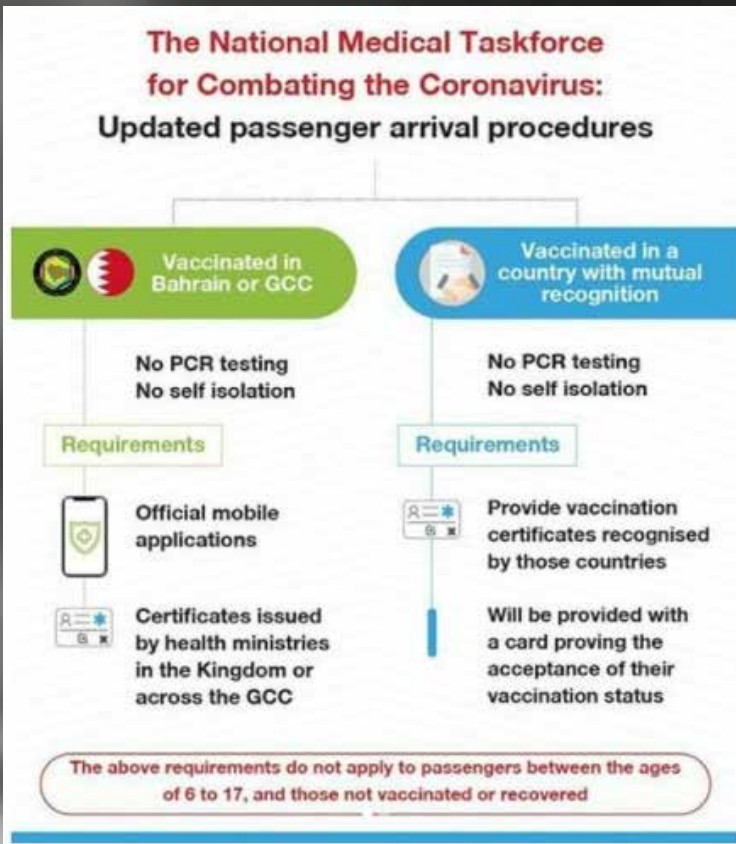 The National Medical Taskforce
for Combating the Coronavirus:
Updated passenger arrival procedures
Vaccinated in
Bahrain or GCC
No PCR testing
No self isolation
Requirements
Official mobile
applications
Certificates issued
by health ministries
in the Kingdom or
across the GCC
Vaccinated in a
country with mutual
recognition
No PCR testing
No self isolation
Requirements
Provide vaccination
certificates recognised
by those countries
Will be provided with
a card proving the
acceptance of their
vaccination status
The above requirements do not apply to passengers between the ages
of 6 to 17, and those not vaccinated or recovered